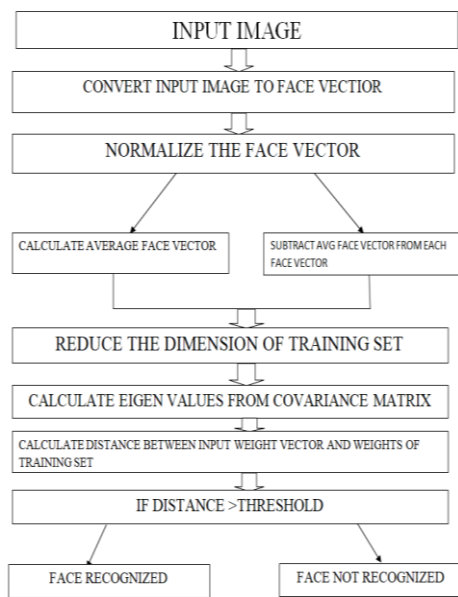 INPUT IMAGE
CONVERT INPUT IMAGE TO FACE VECTIOR
NORMALIZE THE FACE VECTOR
CALCULATE AVERAGE FACE VECTOR
SUBTRACT AVG FACE VECTOR FROM EACH
FACE VECTOR
REDUCE THE DIMENSION OF TRAINING SET
CALCULATE EIGEN VALUES FROM COVARIANCE MATRIX
CALCULATE DISTANCE BETWEEN INPUT WEIGHT VECTOR AND WEIGHTS OF
TRAINING SET
IF DISTANCE >THRESHOLD
FACE RECOGNIZED
FACE NOT RECOGNIZED